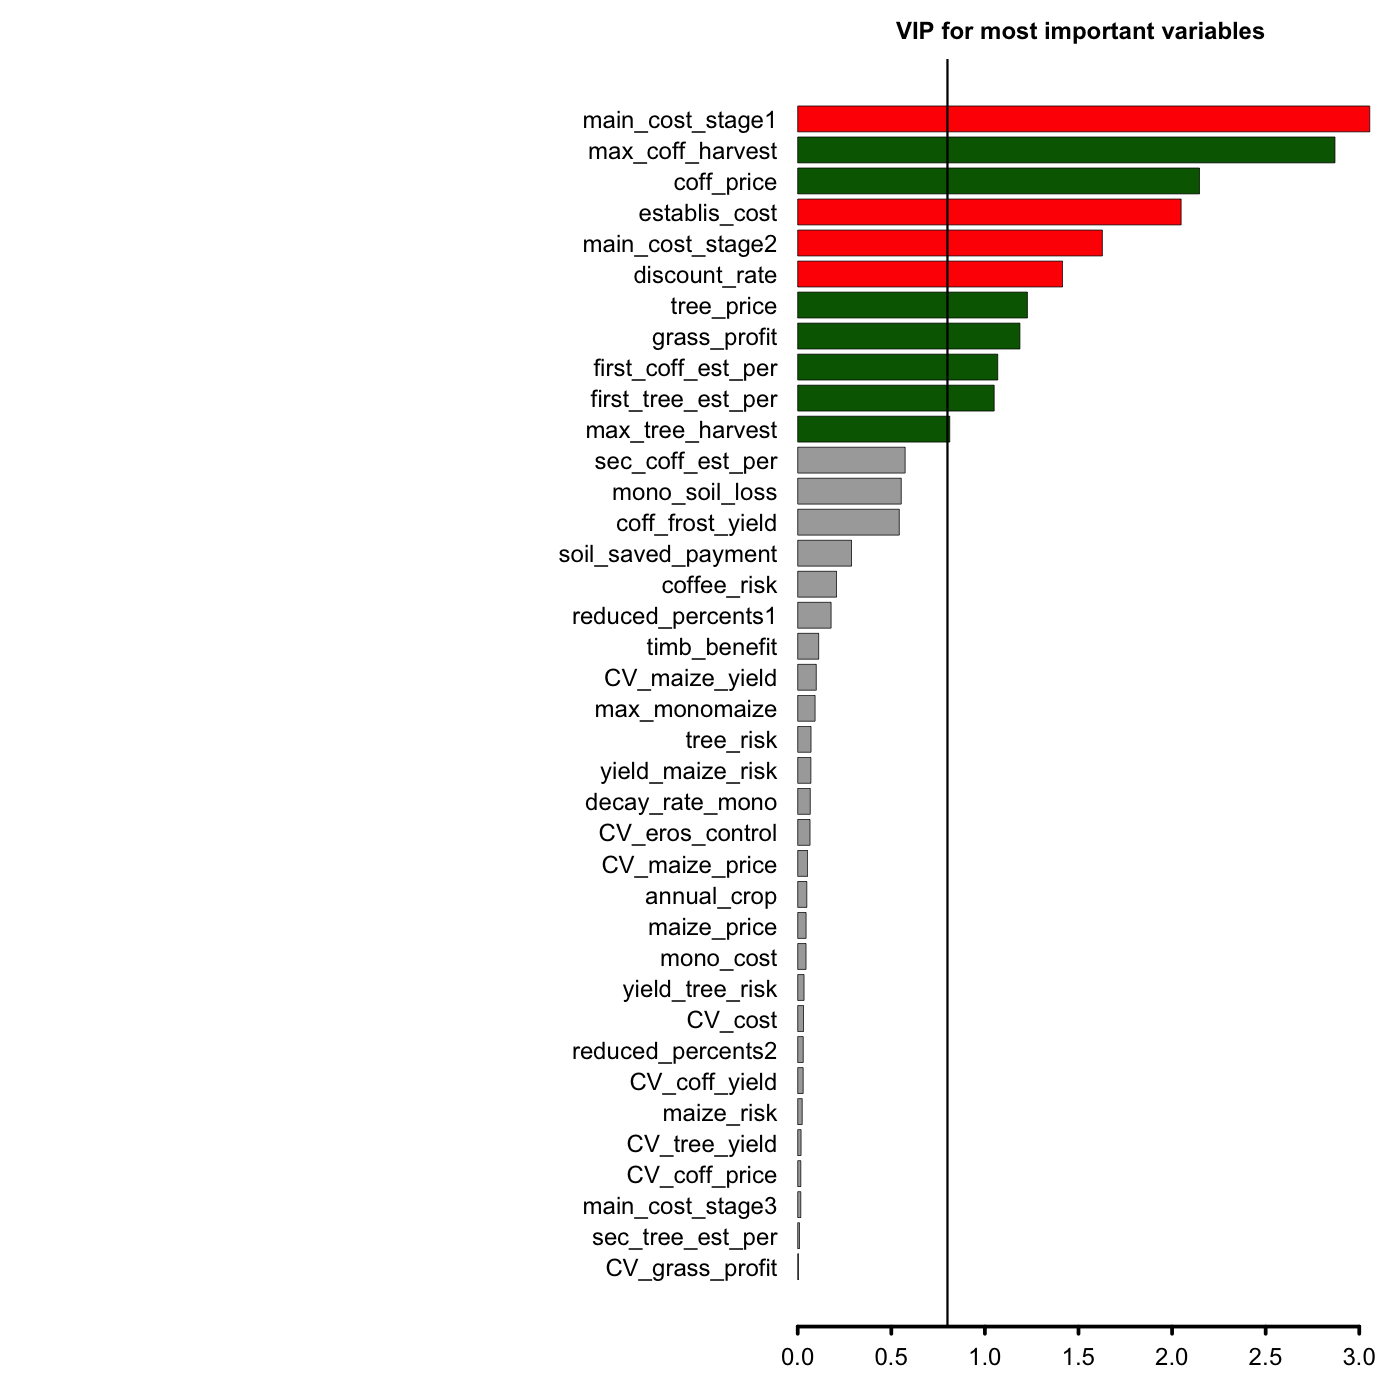 VIP for most important variables
main_cost_stage1
max_coff_harvest
coff_price
establis_cost
main_cost_stage2
discount_rate
tree_price
grass_profit
first_coff_est_per
first_tree_est_per
max_tree_harvest
sec_coff_est_per
mono_soil_loss
coff_frost_yield
soil_saved_payment
coffee_risk
reduced_percents1
timb_benefit
CV_maize_yield
max_monomaize
tree_risk
yield_maize_risk
decay_rate_mono
CV_eros_control
CV_maize_price
annual_crop
maize_price
mono_cost
yield_tree_risk
CV_cost
reduced_percents2
CV_coff_yield
maize_risk
CV_tree_yield
CV_coff_price
main_cost_stage3
sec_tree_est_per
CV_grass_profit
0.0 0.5 1.0 1.5 2.0 2.5 3.0